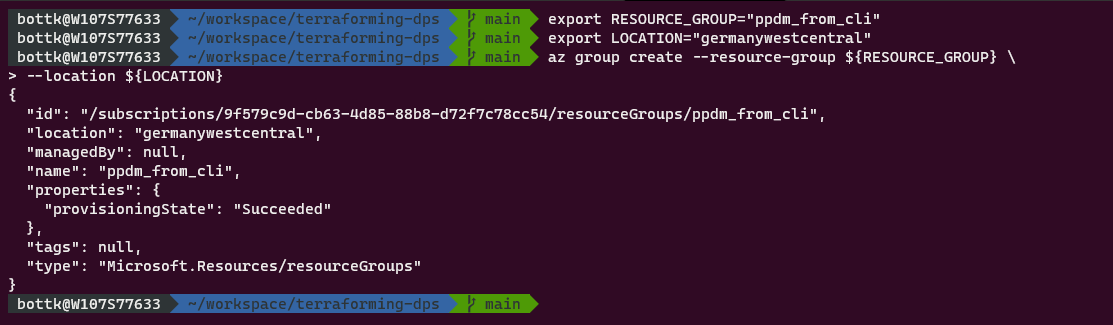 bottk@W107S77633 ~/workspace/terraforming-dps main export RESOURCE_GROUP="ppdm_from_cli"
bottk@W107S77633 ~/workspace/terraforming-dps main export LOCATION="germanywestcentral"
bottk@W107S77633 ~/workspace/terraforming-dps main az group create --resource-group ${RESOURCE_GROUP} \
> --location ${LOCATION}
{
  "id": "/subscriptions/9f579c9d-cb63-4d85-88b8-d72f7c78cc54/resourceGroups/ppdm_from_cli",
  "location": "germanywestcentral",
  "managedBy": null,
  "name": "ppdm_from_cli",
  "properties": {
    "provisioningState": "Succeeded"
  },
  "tags": null,
  "type": "Microsoft.Resources/resourceGroups"
}
bottk@W107S77633 ~/workspace/terraforming-dps main